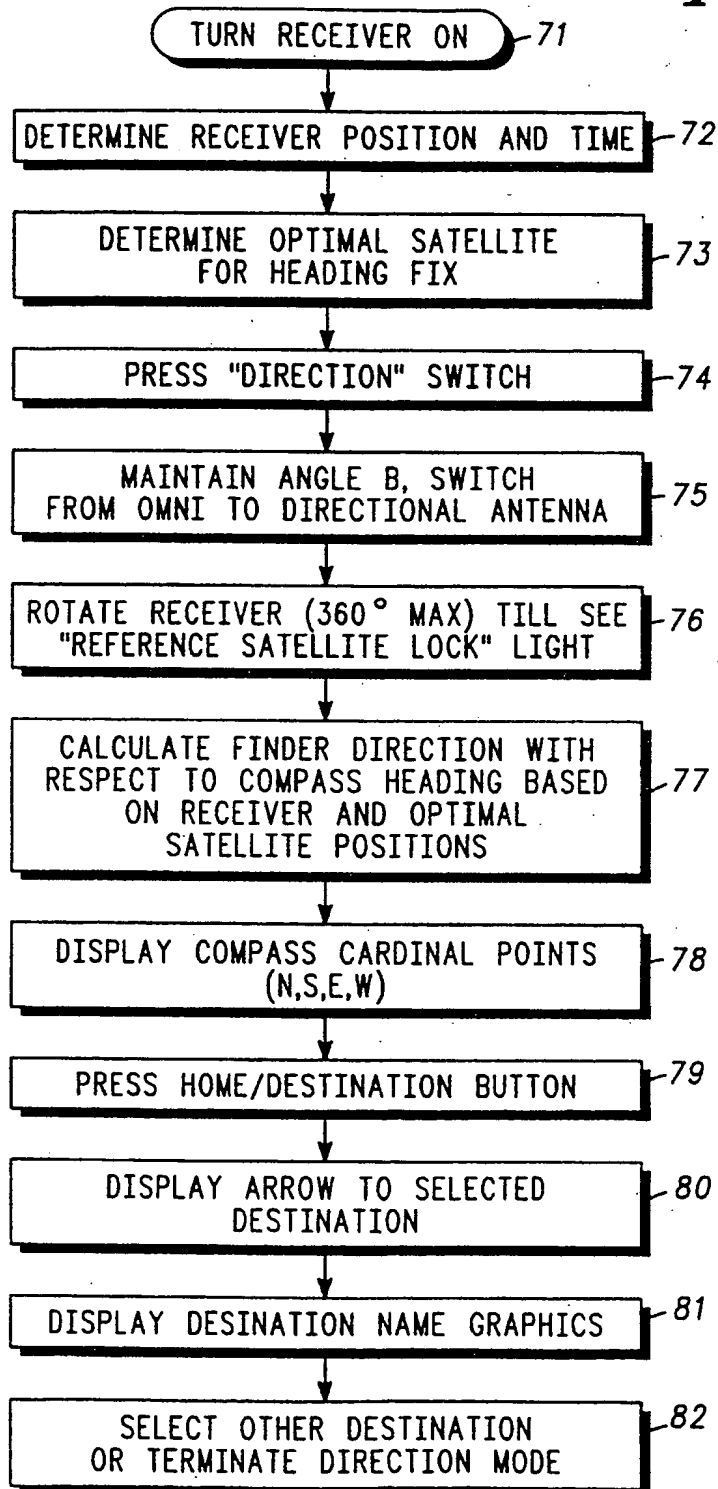 TURN RECEIVER ON
71
DETERMINE RECEIVER POSITION AND TIME
72
DETERMINE OPTIMAL SATELLITE
FOR HEADING FIX
73
PRESS "DIRECTION" SWITCH
74
MAINTAIN ANGLE B, SWITCH
FROM OMNI TO DIRECTIONAL ANTENNA
75
ROTATE RECEIVER (360° MAX) TILL SEE
"REFERENCE SATELLITE LOCK" LIGHT
76
CALCULATE FINDER DIRECTION WITH
RESPECT TO COMPASS HEADING BASED
ON RECEIVER AND OPTIMAL
SATELLITE POSITIONS
77
DISPLAY COMPASS CARDINAL POINTS
(N,S,E,W)
78
PRESS HOME/DESTINATION BUTTON
79
DISPLAY ARROW TO SELECTED
DESTINATION
80
DISPLAY DESINATION NAME GRAPHICS
81
SELECT OTHER DESTINATION
OR TERMINATE DIRECTION MODE
82